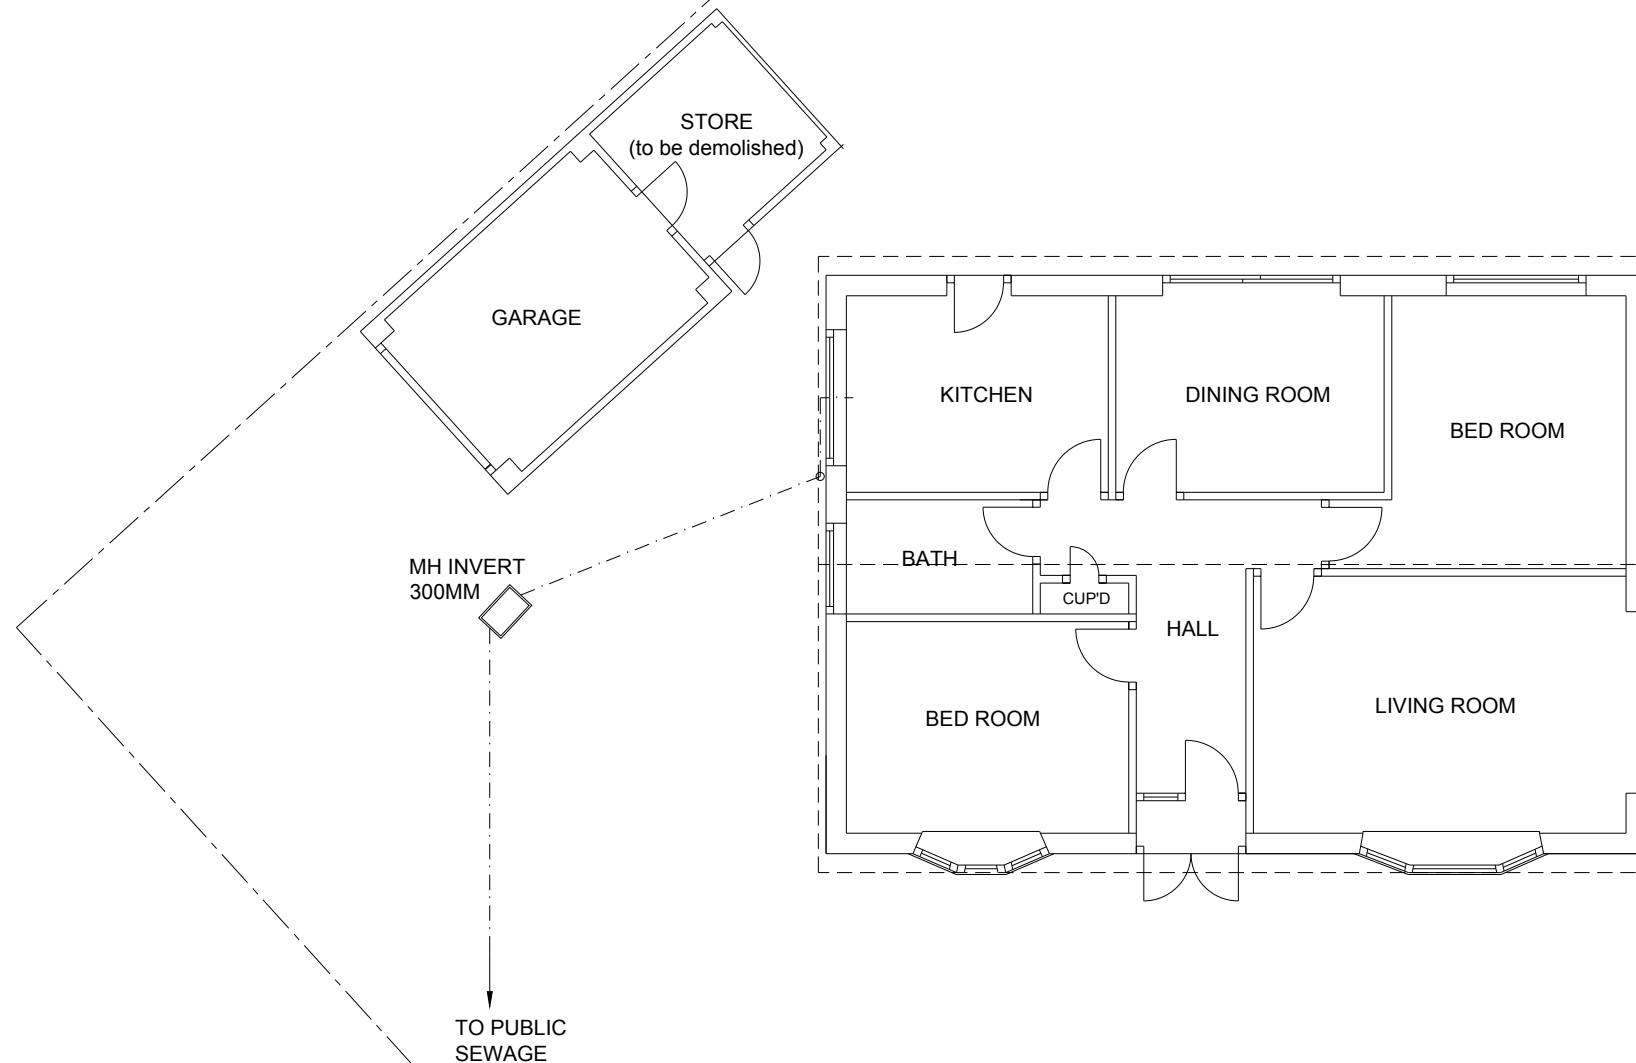 STORE
(to be demolished)
GARAGE
KITCHEN
DINING ROOM
BED ROOM
BATH
CUP'D
HALL
MH INVERT
300MM
BED ROOM
LIVING ROOM
TO PUBLIC
SEWAGE